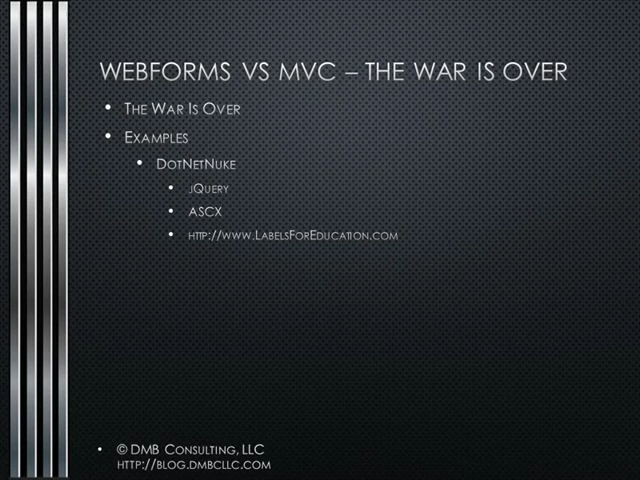 WEBFORMS VS MVC – THE WAR IS OVER
• THE WAR IS OVER
• EXAMPLES
• DOTNETNUKE
• JQUERY
• ASCX
• HTTP://WWW.LABELSFOREDUCATION.COM
• © DMB CONSULTING, LLC
HTTP://BLOG.DMBCLLC.COM